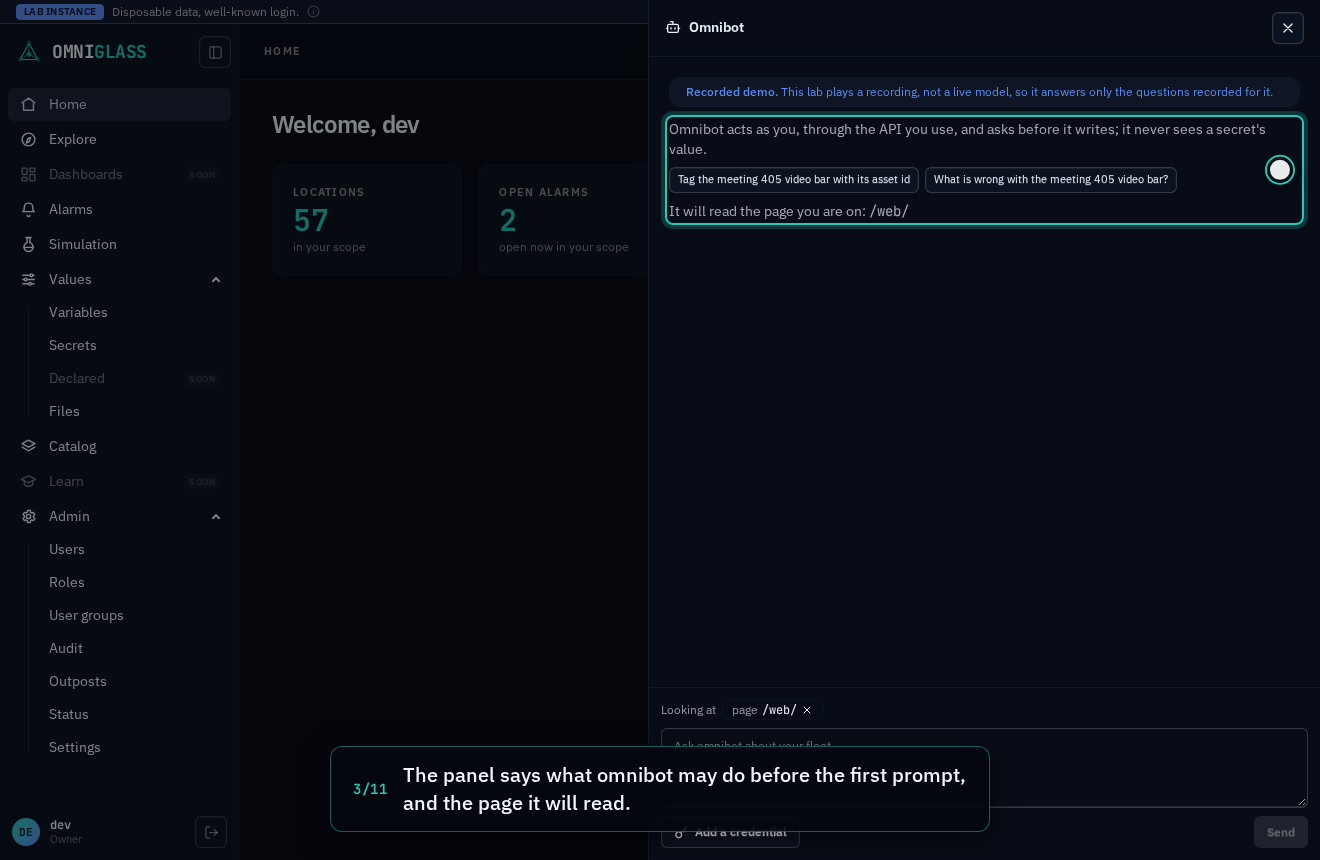 LAB INSTANCE Disposable data, well-known login.
OMNIGLASS
HOME
Home
Explore
Dashboards SOON
Alarms
Simulation
Values
Variables
Secrets
Declared SOON
Files
Catalog
Learn SOON
Admin
Users
Roles
User groups
Audit
Outposts
Status
Settings
DE dev
Owner
Welcome, dev
LOCATIONS
57
in your scope
OPEN ALARMS
2
open now in your scope
Omnibot
Recorded demo. This lab plays a recording, not a live model, so it answers only the questions recorded for it.
Omnibot acts as you, through the API you use, and asks before it writes; it never sees a secret's
value.
Tag the meeting 405 video bar with its asset id
What is wrong with the meeting 405 video bar?
It will read the page you are on: /web/
Looking at page /web/
Ask omnibot about your fleet
3/11 The panel says what omnibot may do before the first prompt,
and the page it will read.
Add a credential
Send